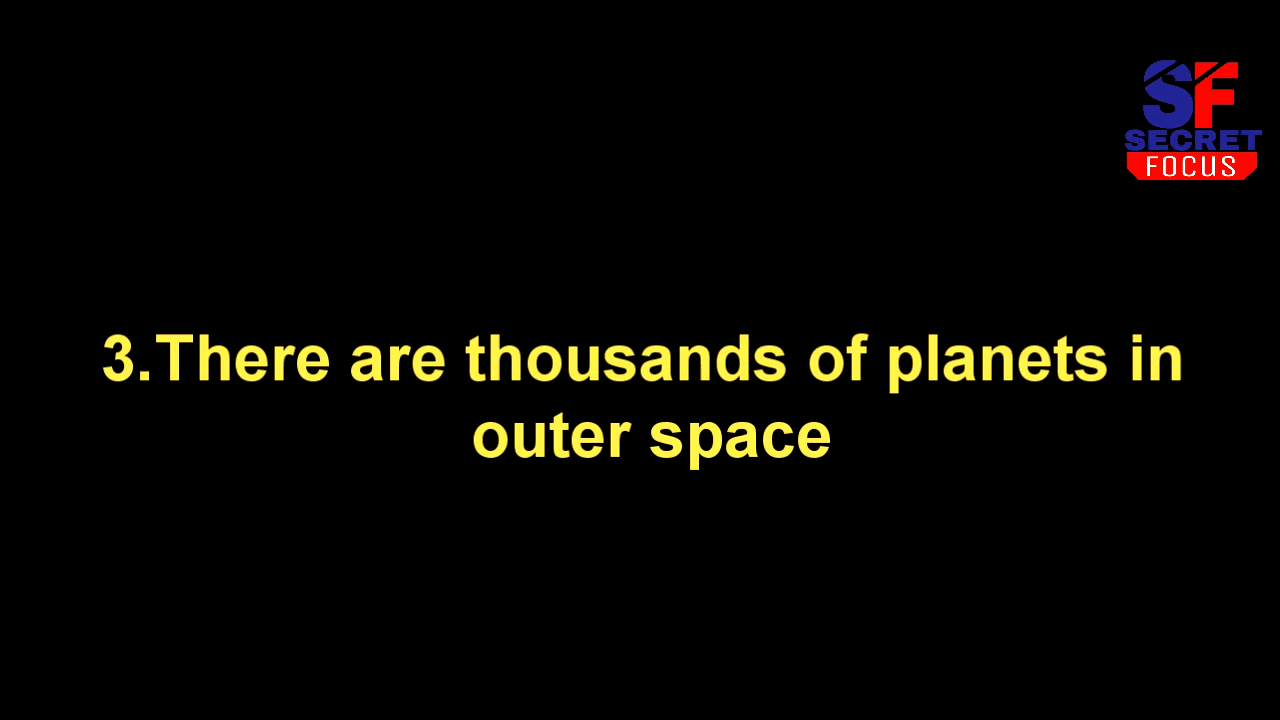 SF
SECRET
FOCUS
3.There are thousands of planets in
outer space